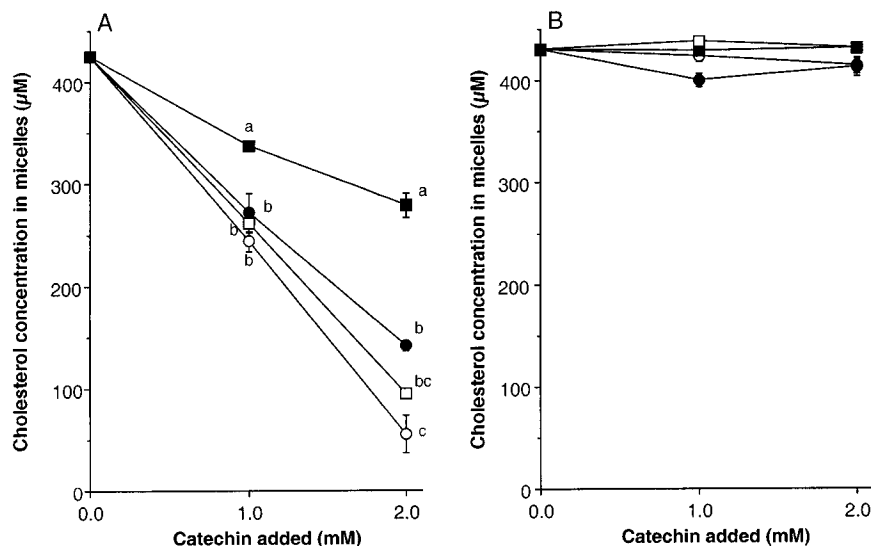 A
Cholesterol concentration in micelles (µM)
400
300
200
100
0
a
a
b
b
b
b
bc
c
0.0
1.0
2.0
Catechin added (mM)
B
Cholesterol concentration in micelles (µM)
400
300
200
100
0
0.0
1.0
2.0
Catechin added (mM)